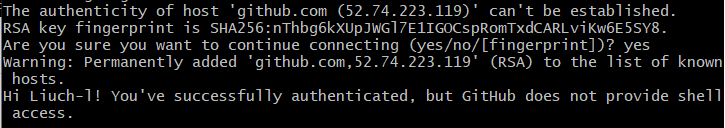 The authenticity of host 'github.com (52.74.223.119)' can't be established.
RSA key fingerprint is SHA256:nThbg6kXUpJWGl7E1IGOCspRomTxdCARLviKw6E5SY8.
Are you sure you want to continue connecting (yes/no/[fingerprint])? yes
Warning: Permanently added 'github.com,52.74.223.119' (RSA) to the list of known
hosts.
Hi Liuch-l! You've successfully authenticated, but GitHub does not provide shell
access.